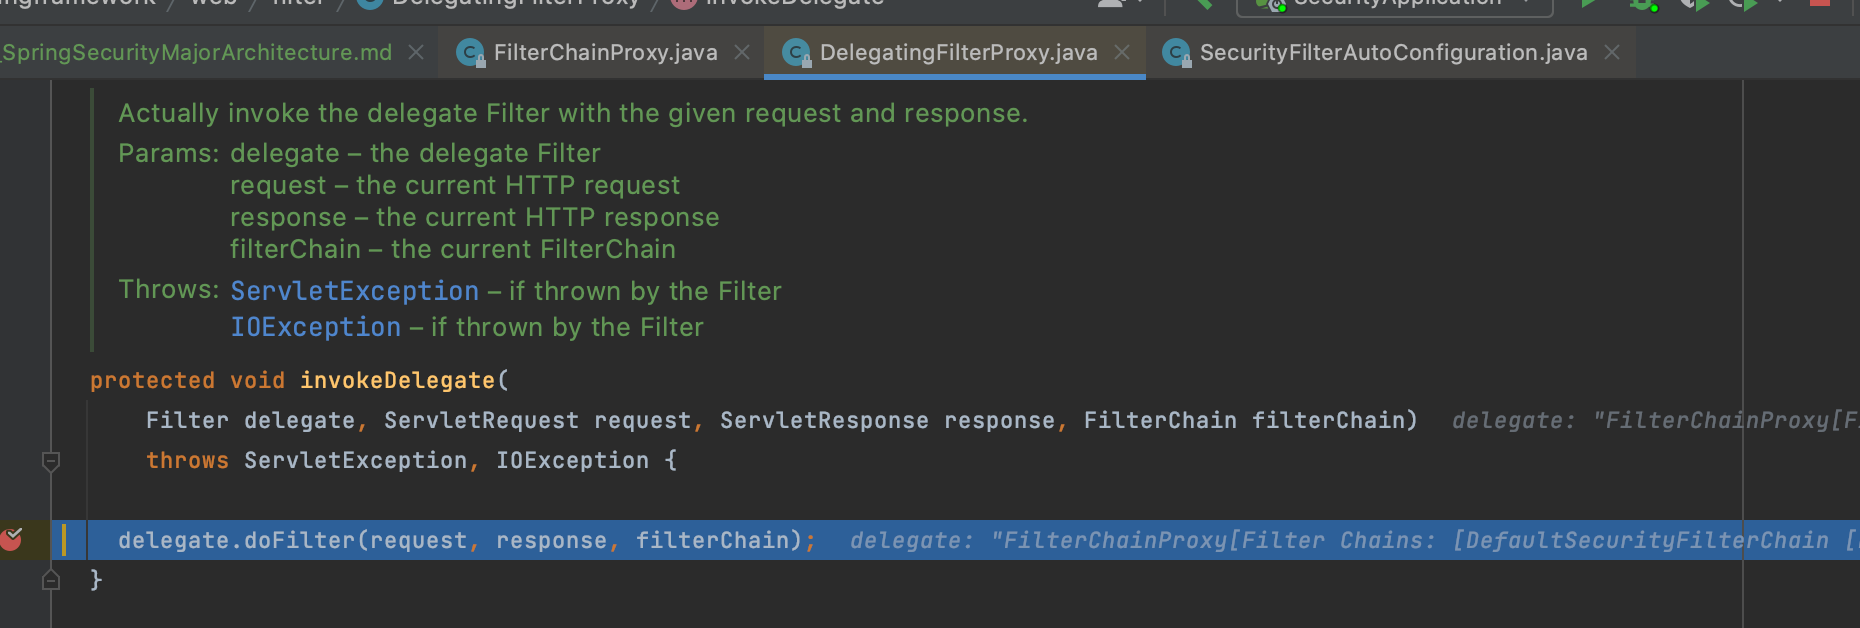 web filter DelegatingFilterProxy invokeDelegate SecurityApplication
_SpringSecurityMajorArchitecture.md FilterChainProxy.java DelegatingFilterProxy.java SecurityFilterAutoConfiguration.java
Actually invoke the delegate Filter with the given request and response.
Params: delegate – the delegate Filter
request – the current HTTP request
response – the current HTTP response
filterChain – the current FilterChain
Throws: ServletException – if thrown by the Filter
IOException – if thrown by the Filter
protected void invokeDelegate(
Filter delegate, ServletRequest request, ServletResponse response, FilterChain filterChain) delegate: "FilterChainProxy[F
throws ServletException, IOException {
delegate.doFilter(request, response, filterChain); delegate: "FilterChainProxy[Filter Chains: [DefaultSecurityFilterChain [
}